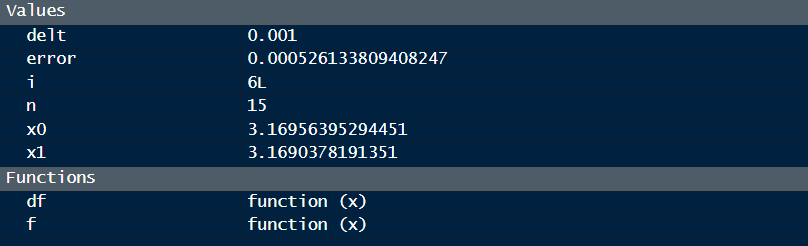 Values
delt 0.001
error 0.000526133809408247
i 6L
n 15
x0 3.16956395294451
x1 3.1690378191351
Functions
df function (x)
f function (x)